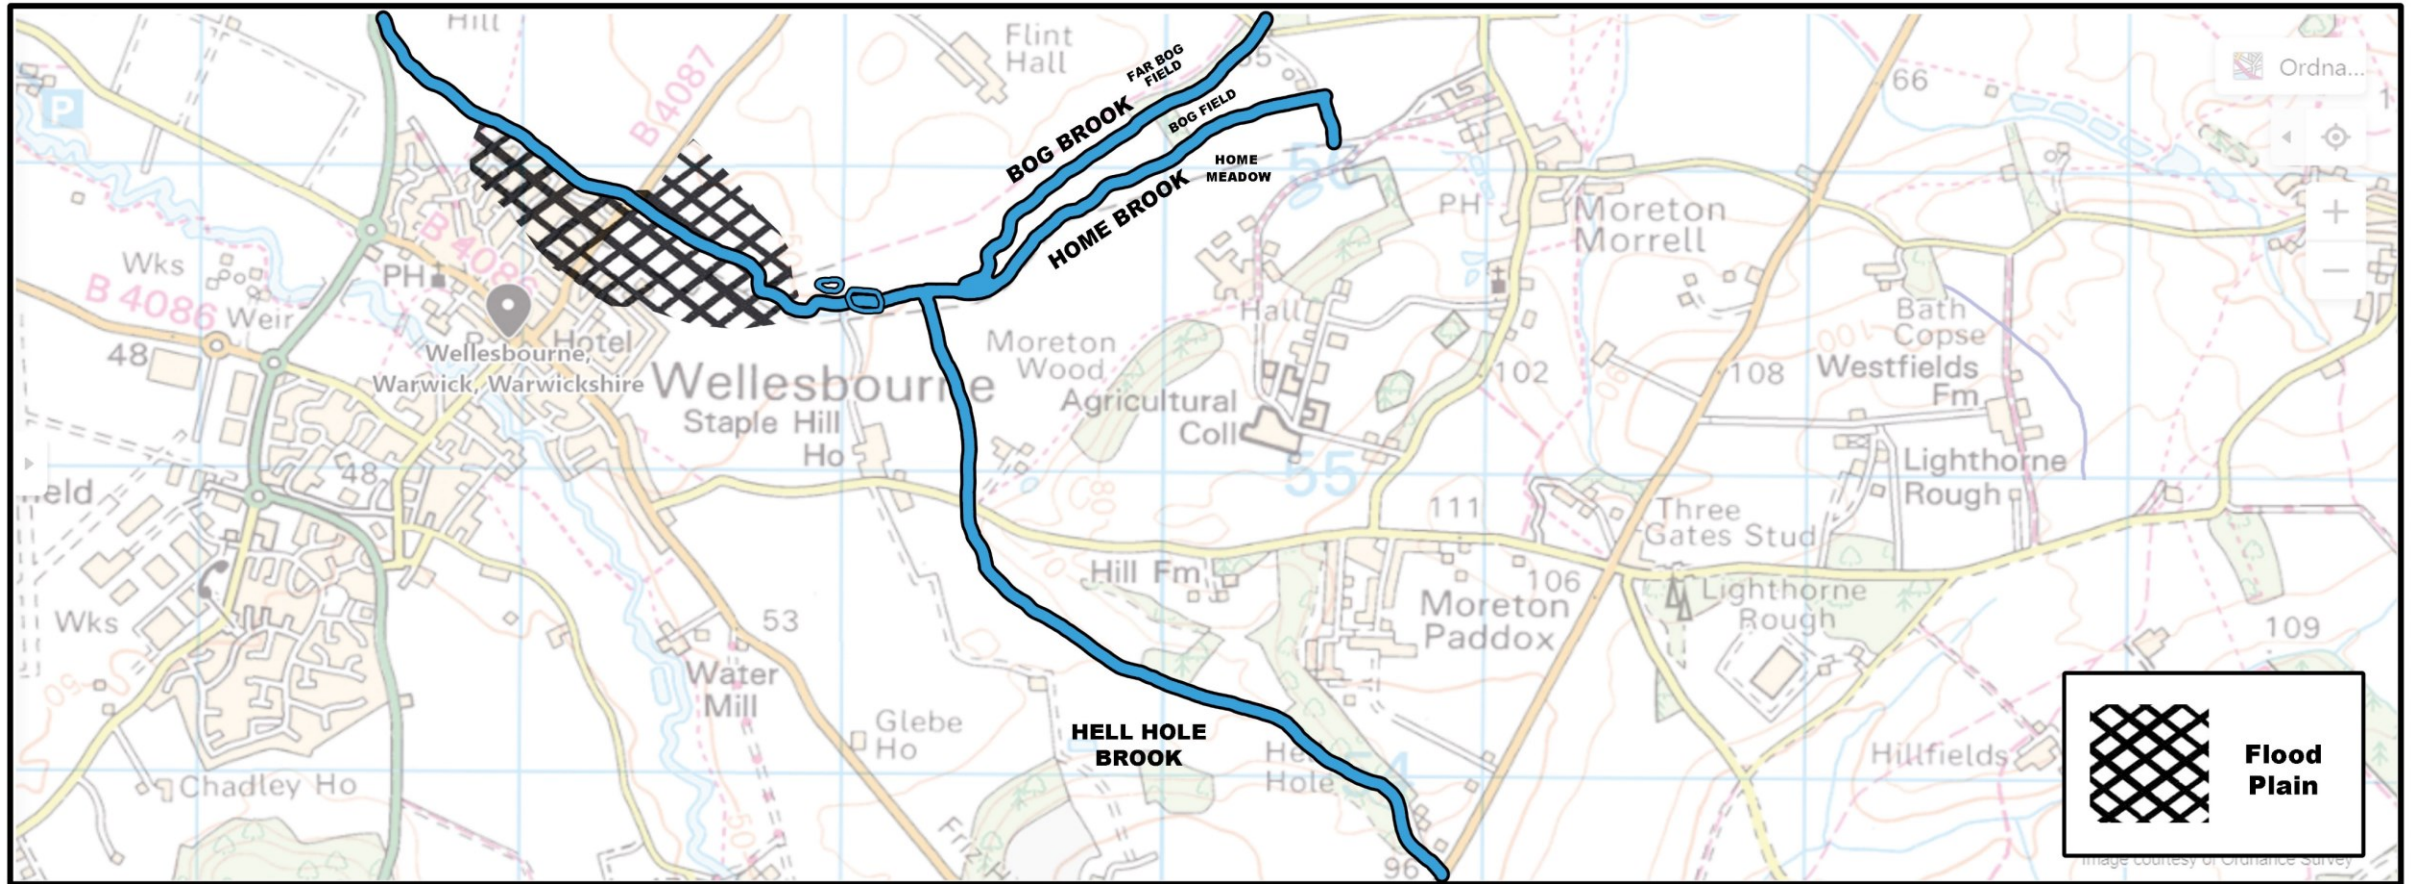 Hill
B 4087
Flint
Hall
FAR BOG
FIELD
BOG BROOK
BOG FIELD
HOME BROOK
HOME
MEADOW
66
Ordna...
P
PH
Moreton
Morrell
Wks
PH
B 4086
Weir
48
Hotel
Wellesbourne,
Warwick, Warwickshire
Wellesbourne
Staple Hill
Ho
Moreton
Wood
Hall
Agricultural
Coll
102
108
Bath
Copse
100
110
Westfields
Fm
48
55
80
111
Lighthorne
Rough
Three
Gates Stud
Hill Fm
106
Lighthorne
Rough
Moreton
Paddox
Wks
53
109
50
Water
Mill
Glebe
Ho
HELL HOLE
BROOK
Hole
Hillfields
Chadley Ho
96
Flood
Plain
Image courtesy of Ordnance Survey